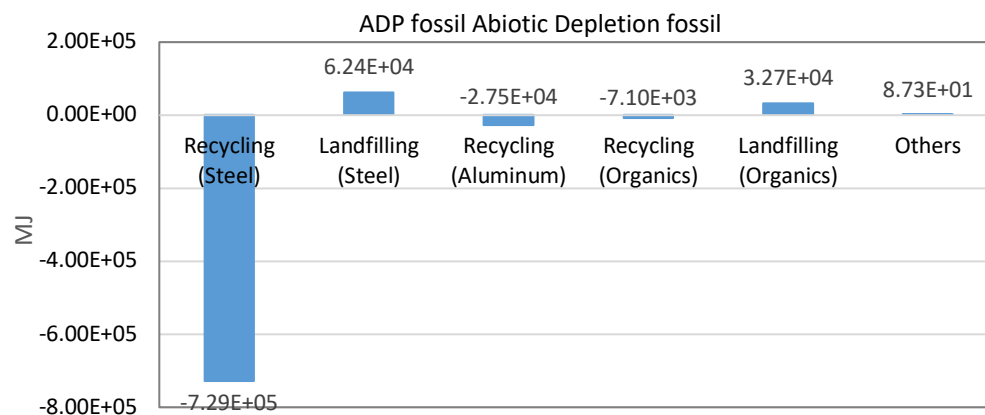 ADP fossil Abiotic Depletion fossil
2.00E+05
0.00E+00
-2.00E+05
-4.00E+05
-6.00E+05
-8.00E+05
MJ
6.24E+04
-2.75E+04
-7.10E+03
3.27E+04
8.73E+01
Recycling
(Steel)
Landfilling
(Steel)
Recycling
(Aluminum)
Recycling
(Organics)
Landfilling
(Organics)
Others
-7.29E+05